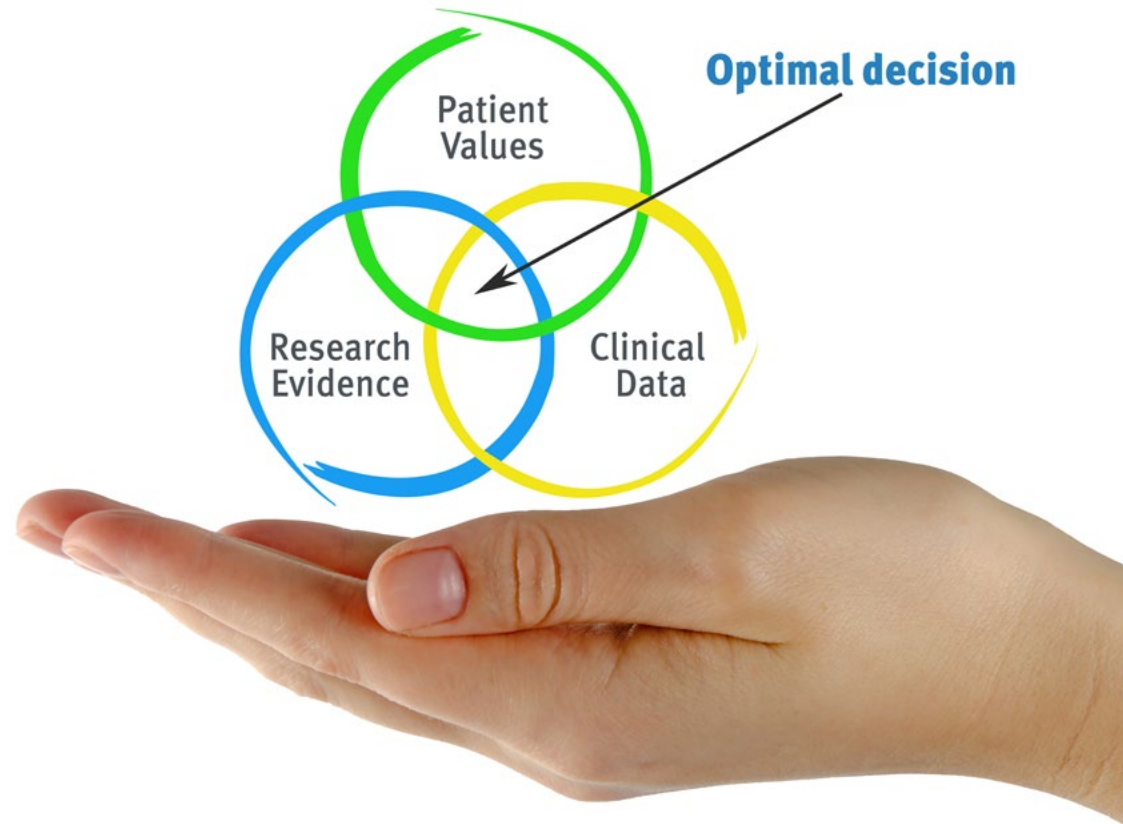 Optimal decision
Patient
Values
Research
Evidence
Clinical
Data